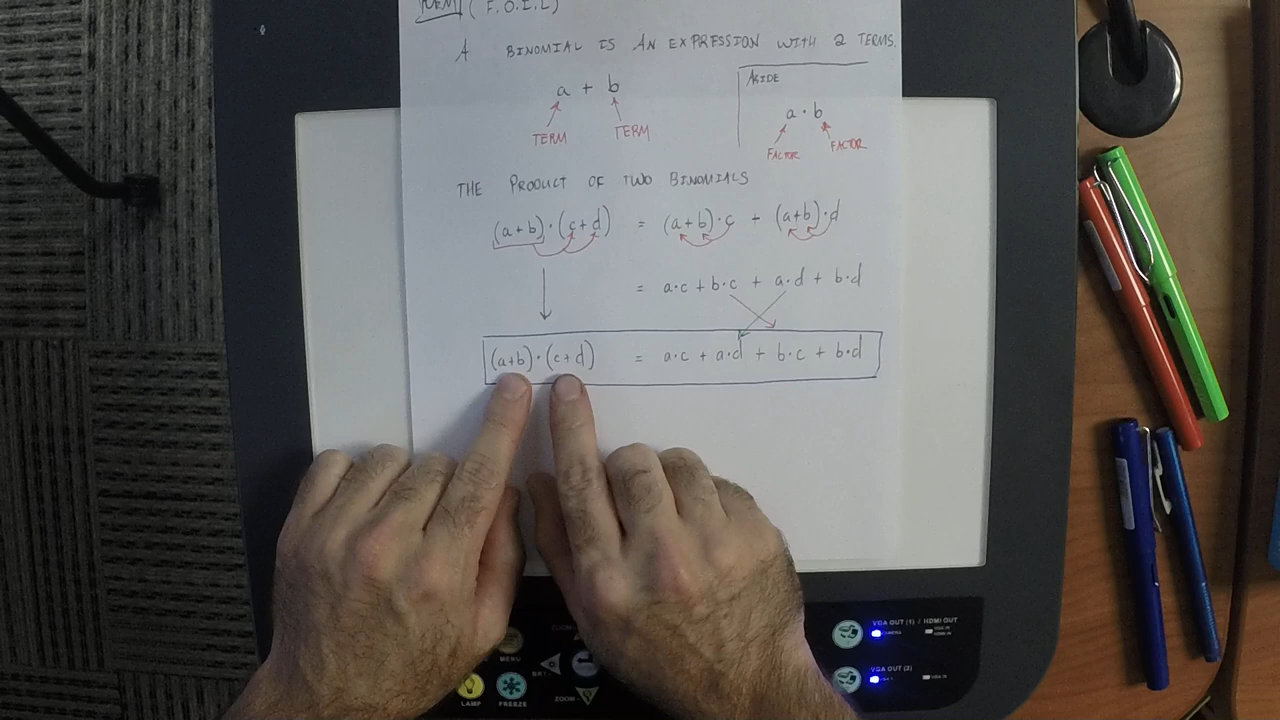 (F.O.I.L)
A BINOMIAL IS AN EXPRESSION WITH 2 TERMS.
a + b
TERM TERM
ASIDE
a · b
FACTOR FACTOR
THE PRODUCT OF TWO BINOMIALS
(a+b)·(c+d) = (a+b)·c + (a+b)·d
= a·c + b·c + a·d + b·d
(a+b)·(c+d) = a·c + a·d + b·c + b·d
VGA OUT (1) / HDMI OUT
CAMERA
VGA OUT (2)
MENU
LAMP FREEZE ZOOM